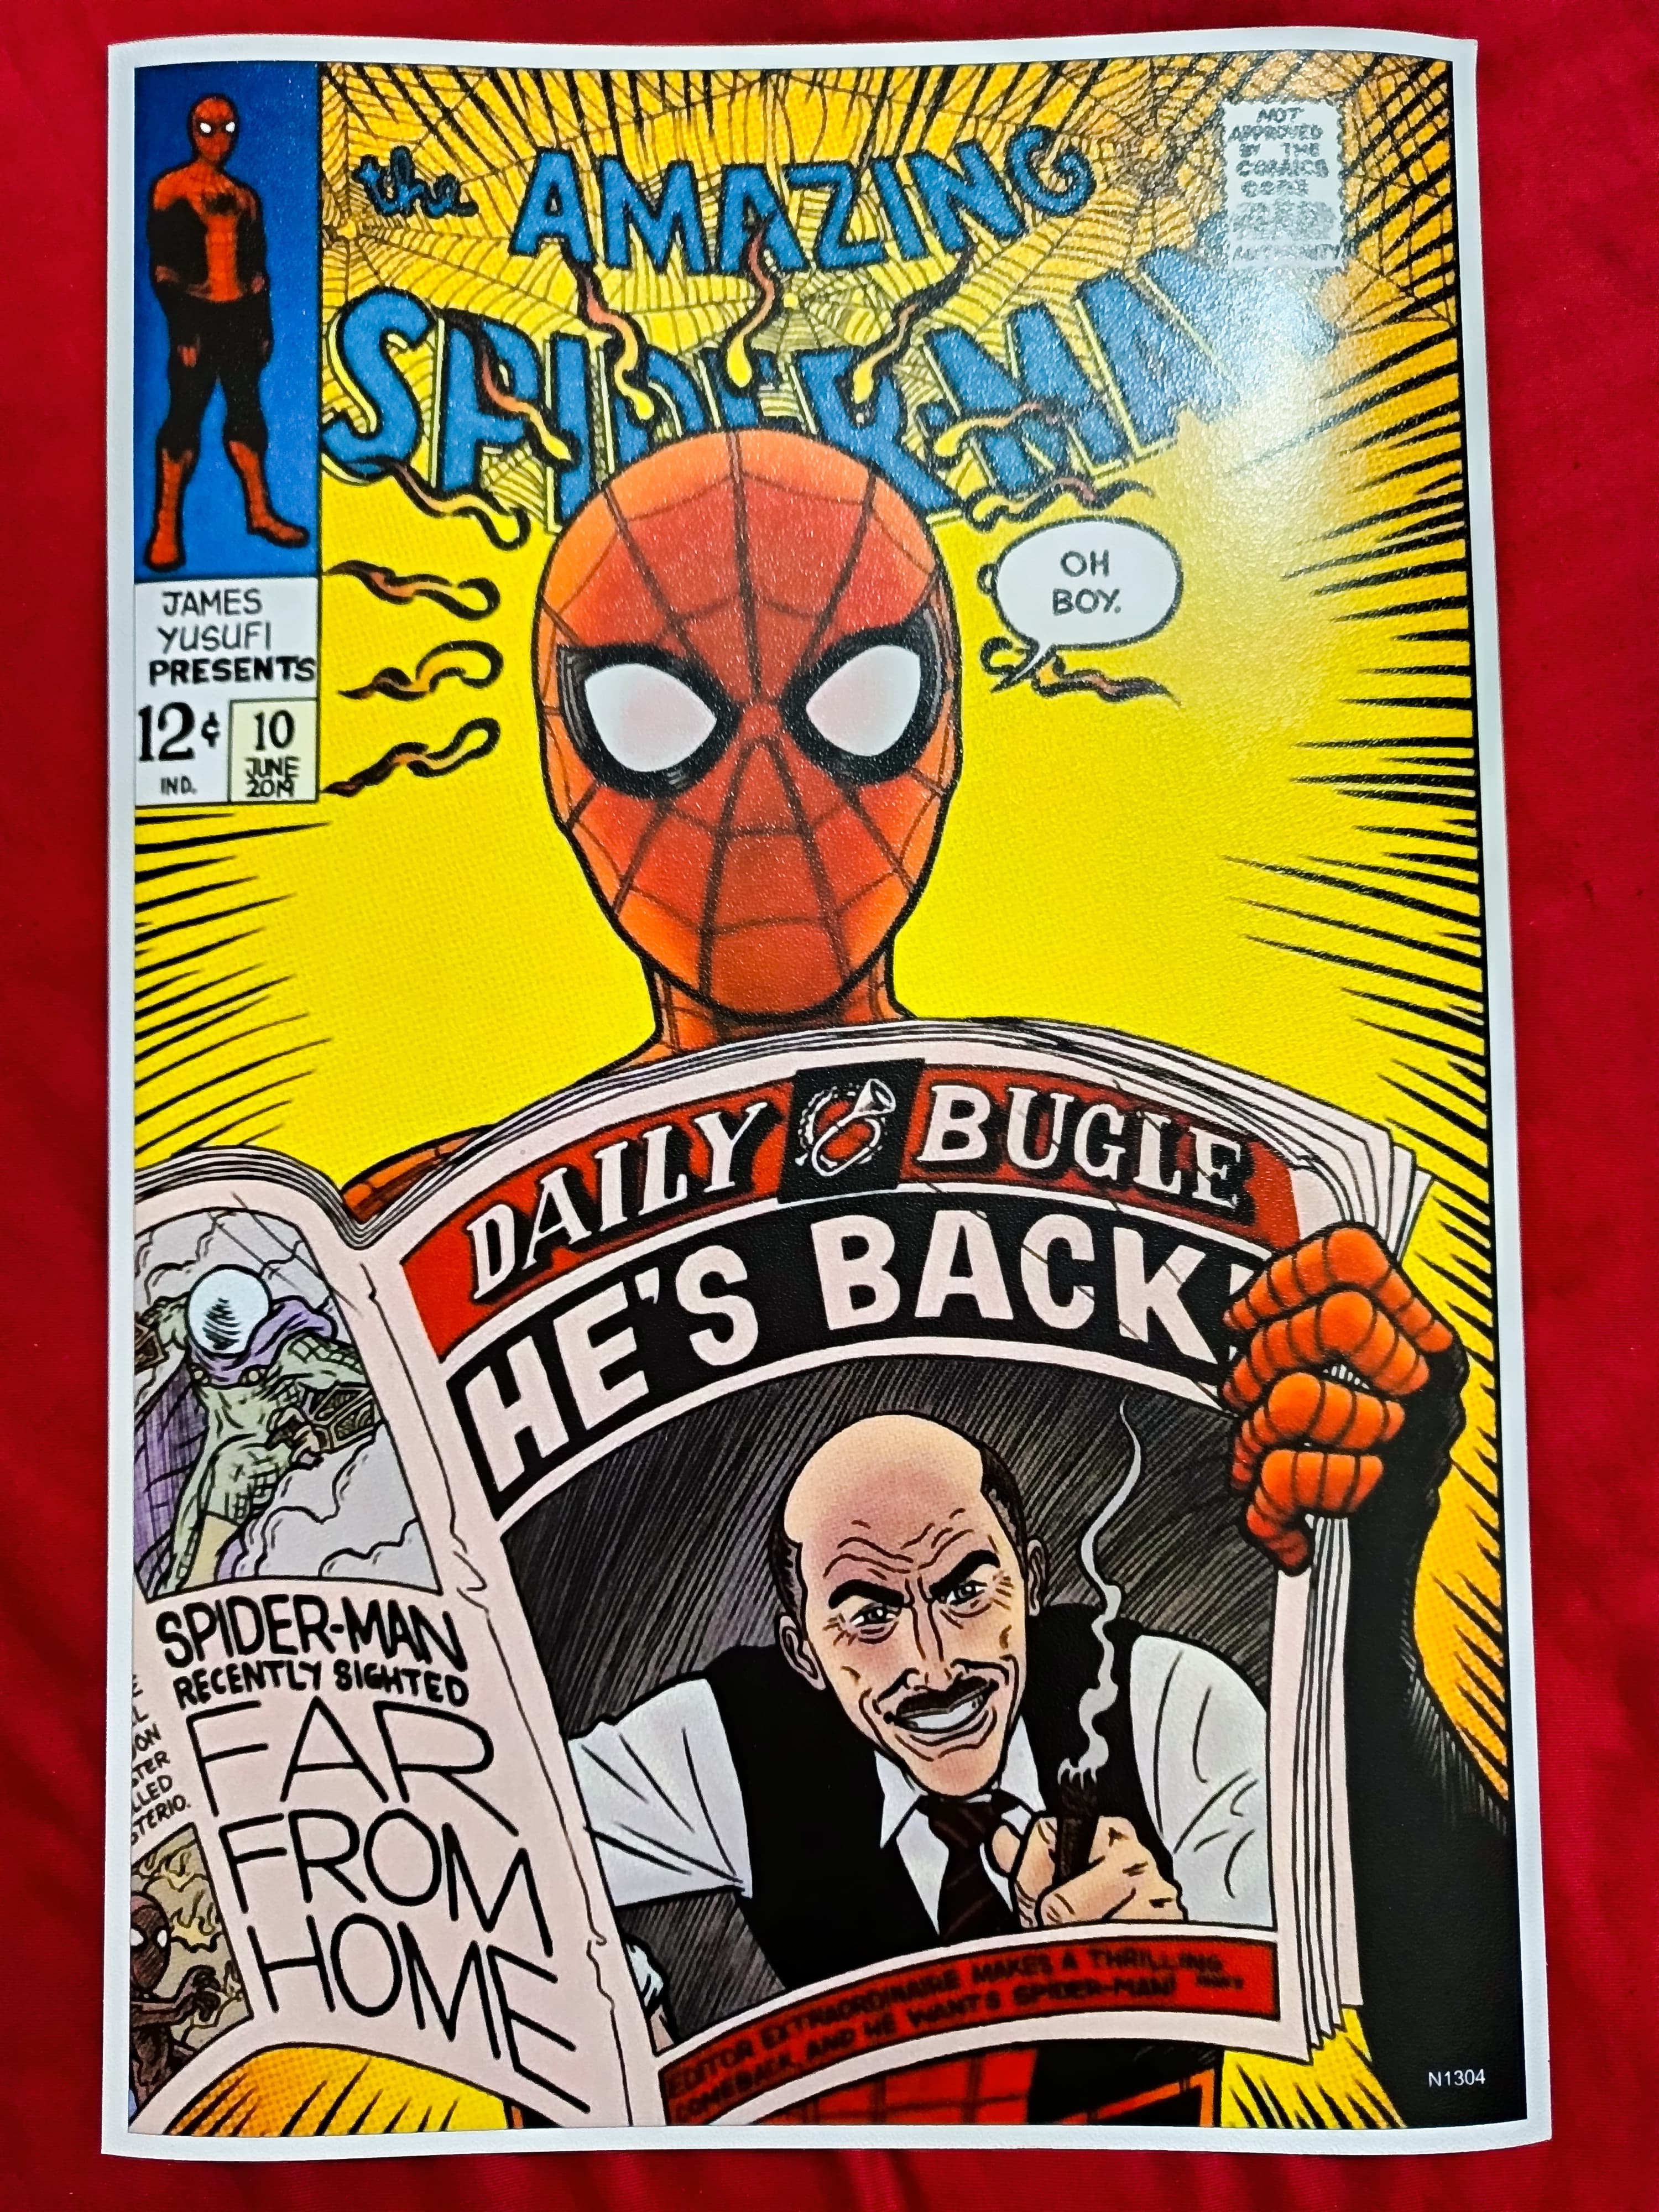 the AMAZING
SPIDER-MAN
NOT
APPROVED
BY THE
COMICS
CODE
AUTHORITY
JAMES
YUSUFI
PRESENTS
12¢
IND.
10
JUNE
2019
OH
BOY.
DAILY BUGLE
HE'S BACK!
SPIDER-MAN
RECENTLY SIGHTED
FAR
FROM
HOME
STERIO.
EDITOR EXTRAORDINAIRE MAKES A THRILLING
COMEBACK, AND HE WANTS SPIDER-MAN!
N1304